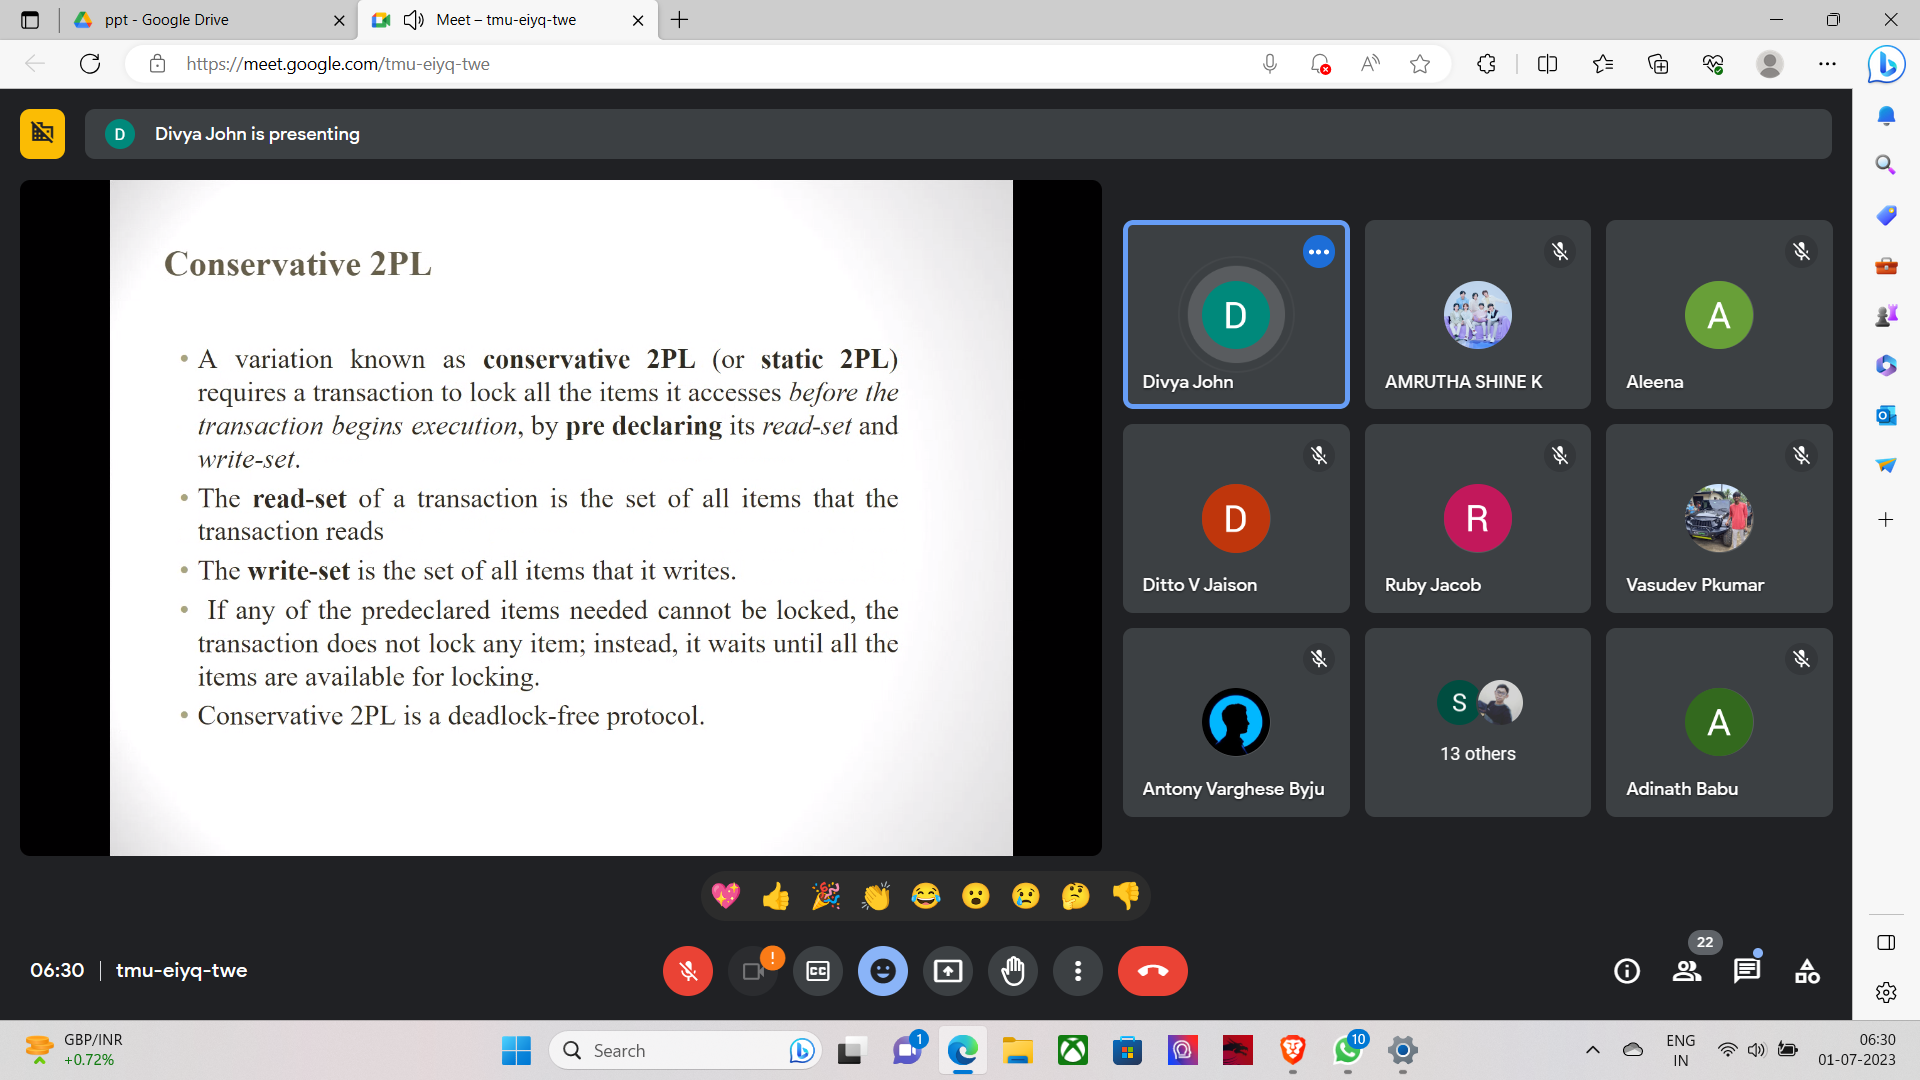 ppt - Google Drive
Meet – tmu-eiyq-twe
https://meet.google.com/tmu-eiyq-twe
D
Divya John is presenting
Conservative 2PL
• A variation known as conservative 2PL (or static 2PL)
requires a transaction to lock all the items it accesses before the
transaction begins execution, by pre declaring its read-set and
write-set.
• The read-set of a transaction is the set of all items that the
transaction reads
• The write-set is the set of all items that it writes.
• If any of the predeclared items needed cannot be locked, the
transaction does not lock any item; instead, it waits until all the
items are available for locking.
• Conservative 2PL is a deadlock-free protocol.
D
Divya John
AMRUTHA SHINE K
A
Aleena
D
Ditto V Jaison
R
Ruby Jacob
Vasudev Pkumar
Antony Varghese Byju
S
13 others
A
Adinath Babu
06:30 | tmu-eiyq-twe
!
CC
22
GBP/INR
+0.72%
Search
1
10
ENG
IN
06:30
01-07-2023